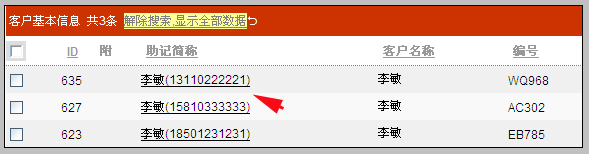 客户基本信息 共3条 解除搜索,显示全部数据
ID 附 助记简称 客户名称 编号
635 李敏(13110222221) 李敏 WQ968
627 李敏(15810333333) 李敏 AC302
623 李敏(18501231231) 李敏 EB785